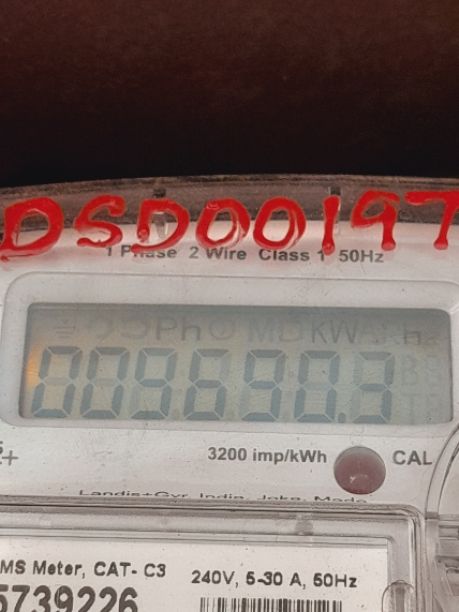 DSD00197
1 Phase 2 Wire Class 1 50Hz
009690.3
3200 imp/kWh CAL
MS Meter, CAT- C3 240V, 5-30 A, 50Hz
5739226